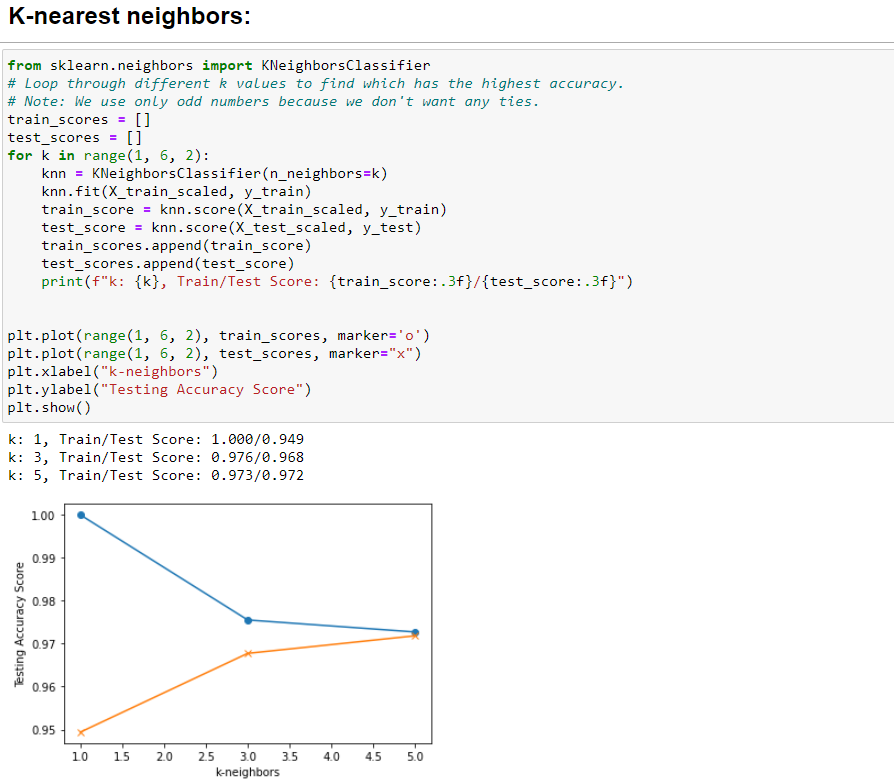 K-nearest neighbors:
from sklearn.neighbors import KNeighborsClassifier
# Loop through different k values to find which has the highest accuracy.
# Note: We use only odd numbers because we don't want any ties.
train_scores = []
test_scores = []
for k in range(1, 6, 2):
    knn = KNeighborsClassifier(n_neighbors=k)
    knn.fit(X_train_scaled, y_train)
    train_score = knn.score(X_train_scaled, y_train)
    test_score = knn.score(X_test_scaled, y_test)
    train_scores.append(train_score)
    test_scores.append(test_score)
    print(f"k: {k}, Train/Test Score: {train_score:.3f}/{test_score:.3f}")
plt.plot(range(1, 6, 2), train_scores, marker='o')
plt.plot(range(1, 6, 2), test_scores, marker="x")
plt.xlabel("k-neighbors")
plt.ylabel("Testing Accuracy Score")
plt.show()
k: 1, Train/Test Score: 1.000/0.949
k: 3, Train/Test Score: 0.976/0.968
k: 5, Train/Test Score: 0.973/0.972
Testing Accuracy Score
1.00
0.99
0.98
0.97
0.96
0.95
1.0 1.5 2.0 2.5 3.0 3.5 4.0 4.5 5.0
k-neighbors